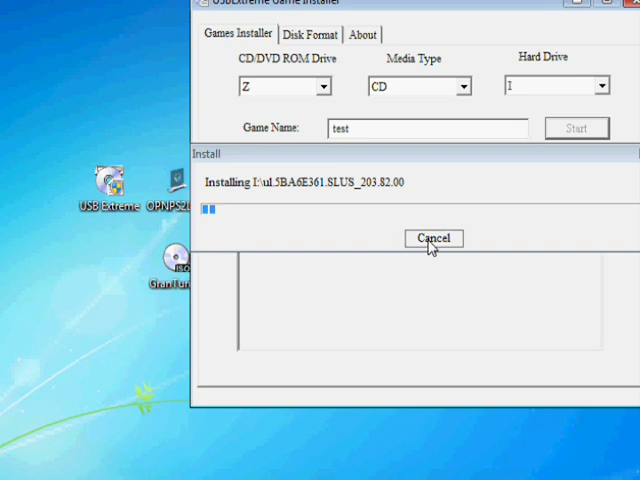 USBExtreme Game Installer
Games Installer Disk Format About
CD/DVD ROM Drive Media Type Hard Drive
Z CD I
Game Name: test Start
Install
Installing I:\ul.5BA6E361.SLUS_203.82.00
Cancel
USB Extreme
ISO